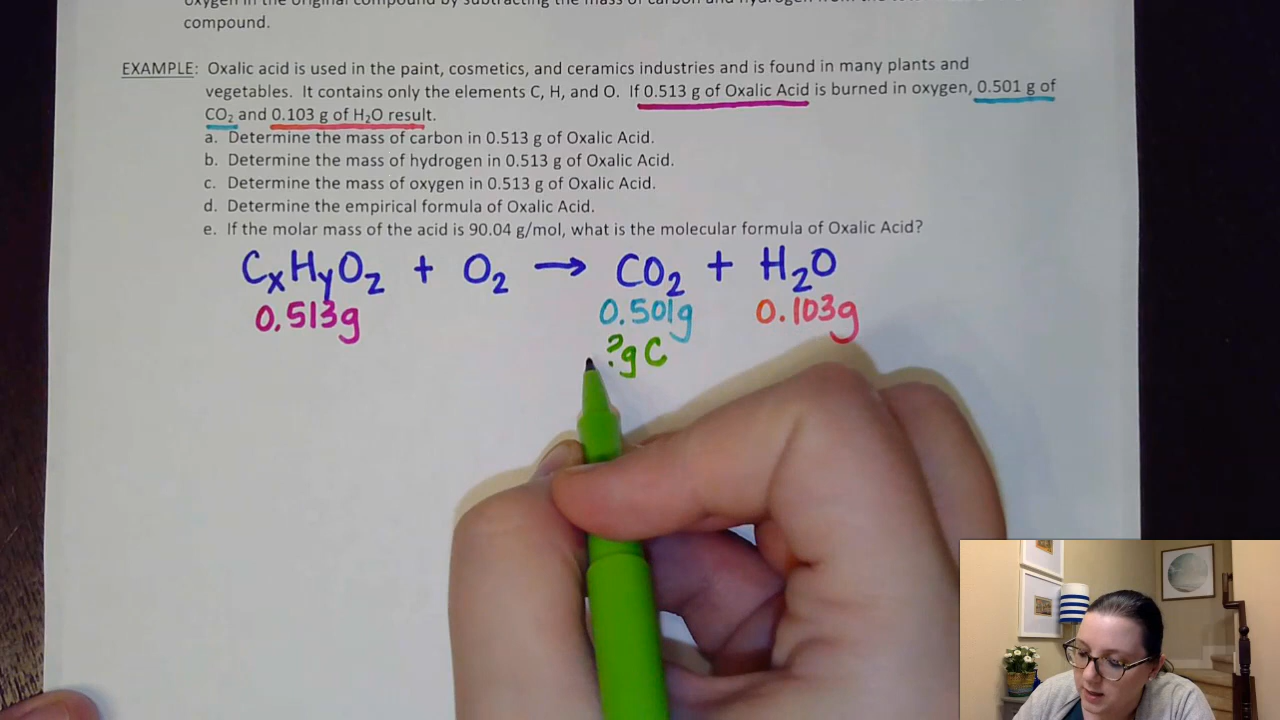 compound.
EXAMPLE: Oxalic acid is used in the paint, cosmetics, and ceramics industries and is found in many plants and
vegetables. It contains only the elements C, H, and O. If 0.513 g of Oxalic Acid is burned in oxygen, 0.501 g of
CO₂ and 0.103 g of H₂O result.
a. Determine the mass of carbon in 0.513 g of Oxalic Acid.
b. Determine the mass of hydrogen in 0.513 g of Oxalic Acid.
c. Determine the mass of oxygen in 0.513 g of Oxalic Acid.
d. Determine the empirical formula of Oxalic Acid.
e. If the molar mass of the acid is 90.04 g/mol, what is the molecular formula of Oxalic Acid?
CxHyOz + O₂ → CO₂ + H₂O
0.513g 0.501g 0.103g
?g C